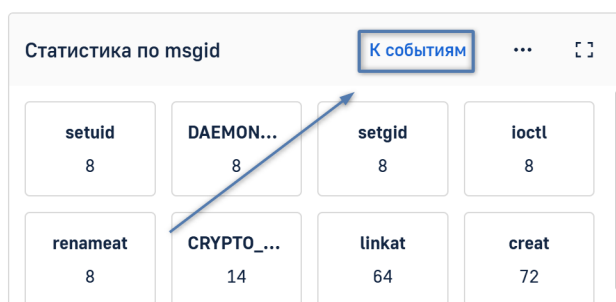 Статистика по msgid К событиям ...
setuid DAEMON... setgid ioctl
8 8 8 8
renameat CRYPTO_... linkat creat
8 14 64 72